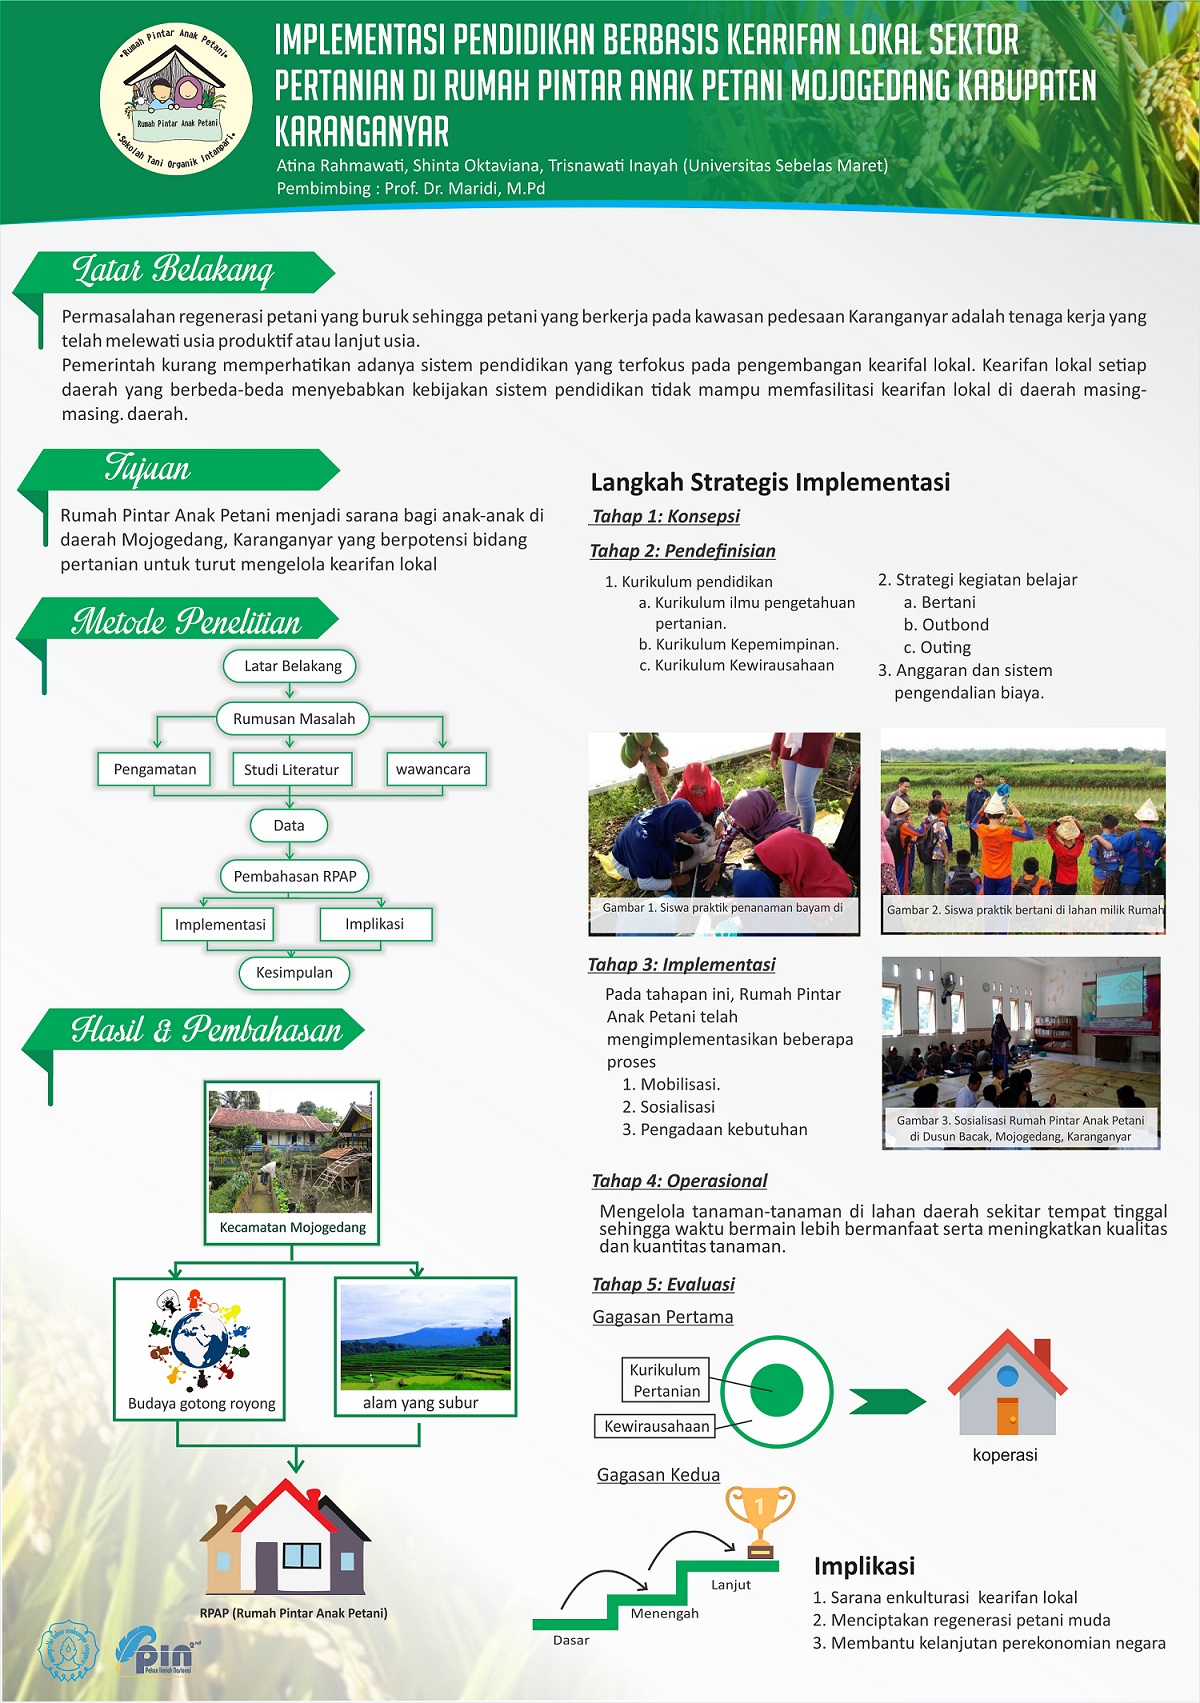 Rumah Pintar Anak Petani
Rumah Pintar Anak Petani
Sekolah Tani Organik Intanpari
IMPLEMENTASI PENDIDIKAN BERBASIS KEARIFAN LOKAL SEKTOR
PERTANIAN DI RUMAH PINTAR ANAK PETANI MOJOGEDANG KABUPATEN
KARANGANYAR
Atina Rahmawati, Shinta Oktaviana, Trisnawati Inayah (Universitas Sebelas Maret)
Pembimbing : Prof. Dr. Maridi, M.Pd
Latar Belakang
Permasalahan regenerasi petani yang buruk sehingga petani yang berkerja pada kawasan pedesaan Karanganyar adalah tenaga kerja yang
telah melewati usia produktif atau lanjut usia.
Pemerintah kurang memperhatikan adanya sistem pendidikan yang terfokus pada pengembangan kearifal lokal. Kearifan lokal setiap
daerah yang berbeda-beda menyebabkan kebijakan sistem pendidikan tidak mampu memfasilitasi kearifan lokal di daerah masing-
masing. daerah.
Tujuan
Rumah Pintar Anak Petani menjadi sarana bagi anak-anak di
daerah Mojogedang, Karanganyar yang berpotensi bidang
pertanian untuk turut mengelola kearifan lokal
Metode Penelitian
Latar Belakang
Rumusan Masalah
Pengamatan
Studi Literatur
wawancara
Data
Pembahasan RPAP
Implementasi
Implikasi
Kesimpulan
Hasil & Pembahasan
Kecamatan Mojogedang
Budaya gotong royong
alam yang subur
RPAP (Rumah Pintar Anak Petani)
pin 2nd
Pekan Ilmiah Nasional
Langkah Strategis Implementasi
Tahap 1: Konsepsi
Tahap 2: Pendefinisian
1. Kurikulum pendidikan
a. Kurikulum ilmu pengetahuan
pertanian.
b. Kurikulum Kepemimpinan.
c. Kurikulum Kewirausahaan
2. Strategi kegiatan belajar
a. Bertani
b. Outbond
c. Outing
3. Anggaran dan sistem
pengendalian biaya.
Gambar 1. Siswa praktik penanaman bayam di
Gambar 2. Siswa praktik bertani di lahan milik Rumah
Tahap 3: Implementasi
Pada tahapan ini, Rumah Pintar
Anak Petani telah
mengimplementasikan beberapa
proses
1. Mobilisasi.
2. Sosialisasi
3. Pengadaan kebutuhan
Gambar 3. Sosialisasi Rumah Pintar Anak Petani
di Dusun Bacak, Mojogedang, Karanganyar
Tahap 4: Operasional
Mengelola tanaman-tanaman di lahan daerah sekitar tempat tinggal
sehingga waktu bermain lebih bermanfaat serta meningkatkan kualitas
dan kuantitas tanaman.
Tahap 5: Evaluasi
Gagasan Pertama
Kurikulum
Pertanian
Kewirausahaan
koperasi
Gagasan Kedua
1
Lanjut
Menengah
Dasar
Implikasi
1. Sarana enkulturasi kearifan lokal
2. Menciptakan regenerasi petani muda
3. Membantu kelanjutan perekonomian negara